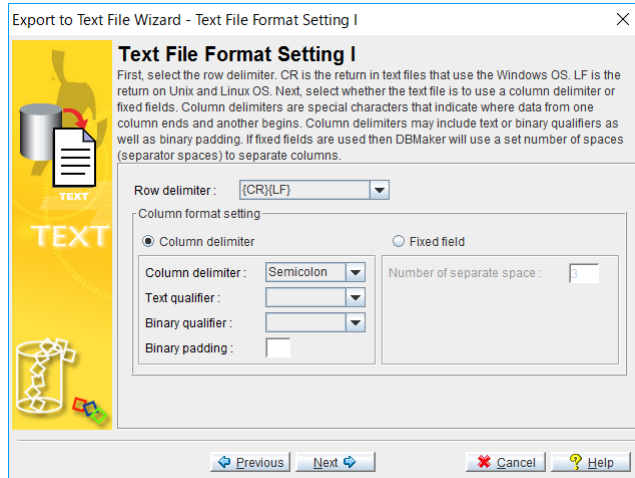 Export to Text File Wizard - Text File Format Setting I
Text File Format Setting I
First, select the row delimiter. CR is the return in text files that use the Windows OS. LF is the
return on Unix and Linux OS. Next, select whether the text file is to use a column delimiter or
fixed fields. Column delimiters are special characters that indicate where data from one
column ends and another begins. Column delimiters may include text or binary qualifiers as
well as binary padding. If fixed fields are used then DBMaker will use a set number of spaces
(separator spaces) to separate columns.
TEXT
TEXT
Row delimiter : {CR}{LF}
Column format setting
Column delimiter Fixed field
Column delimiter : Semicolon Number of separate space : 3
Text qualifier :
Binary qualifier :
Binary padding :
Previous Next Cancel Help